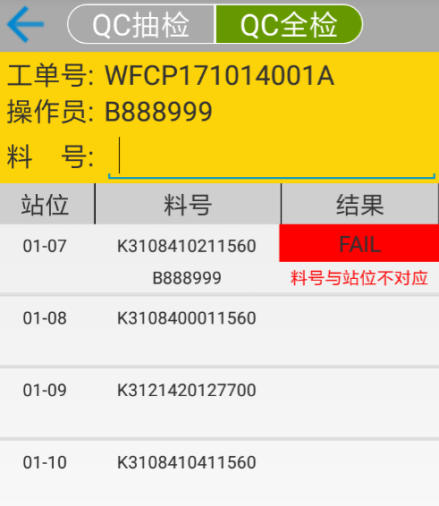 QC抽检 QC全检
工单号: WFCP171014001A
操作员: B888999
料 号:
站位 料号 结果
01-07 K3108410211560 FAIL
B888999 料号与站位不对应
01-08 K3108400011560
01-09 K3121420127700
01-10 K3108410411560